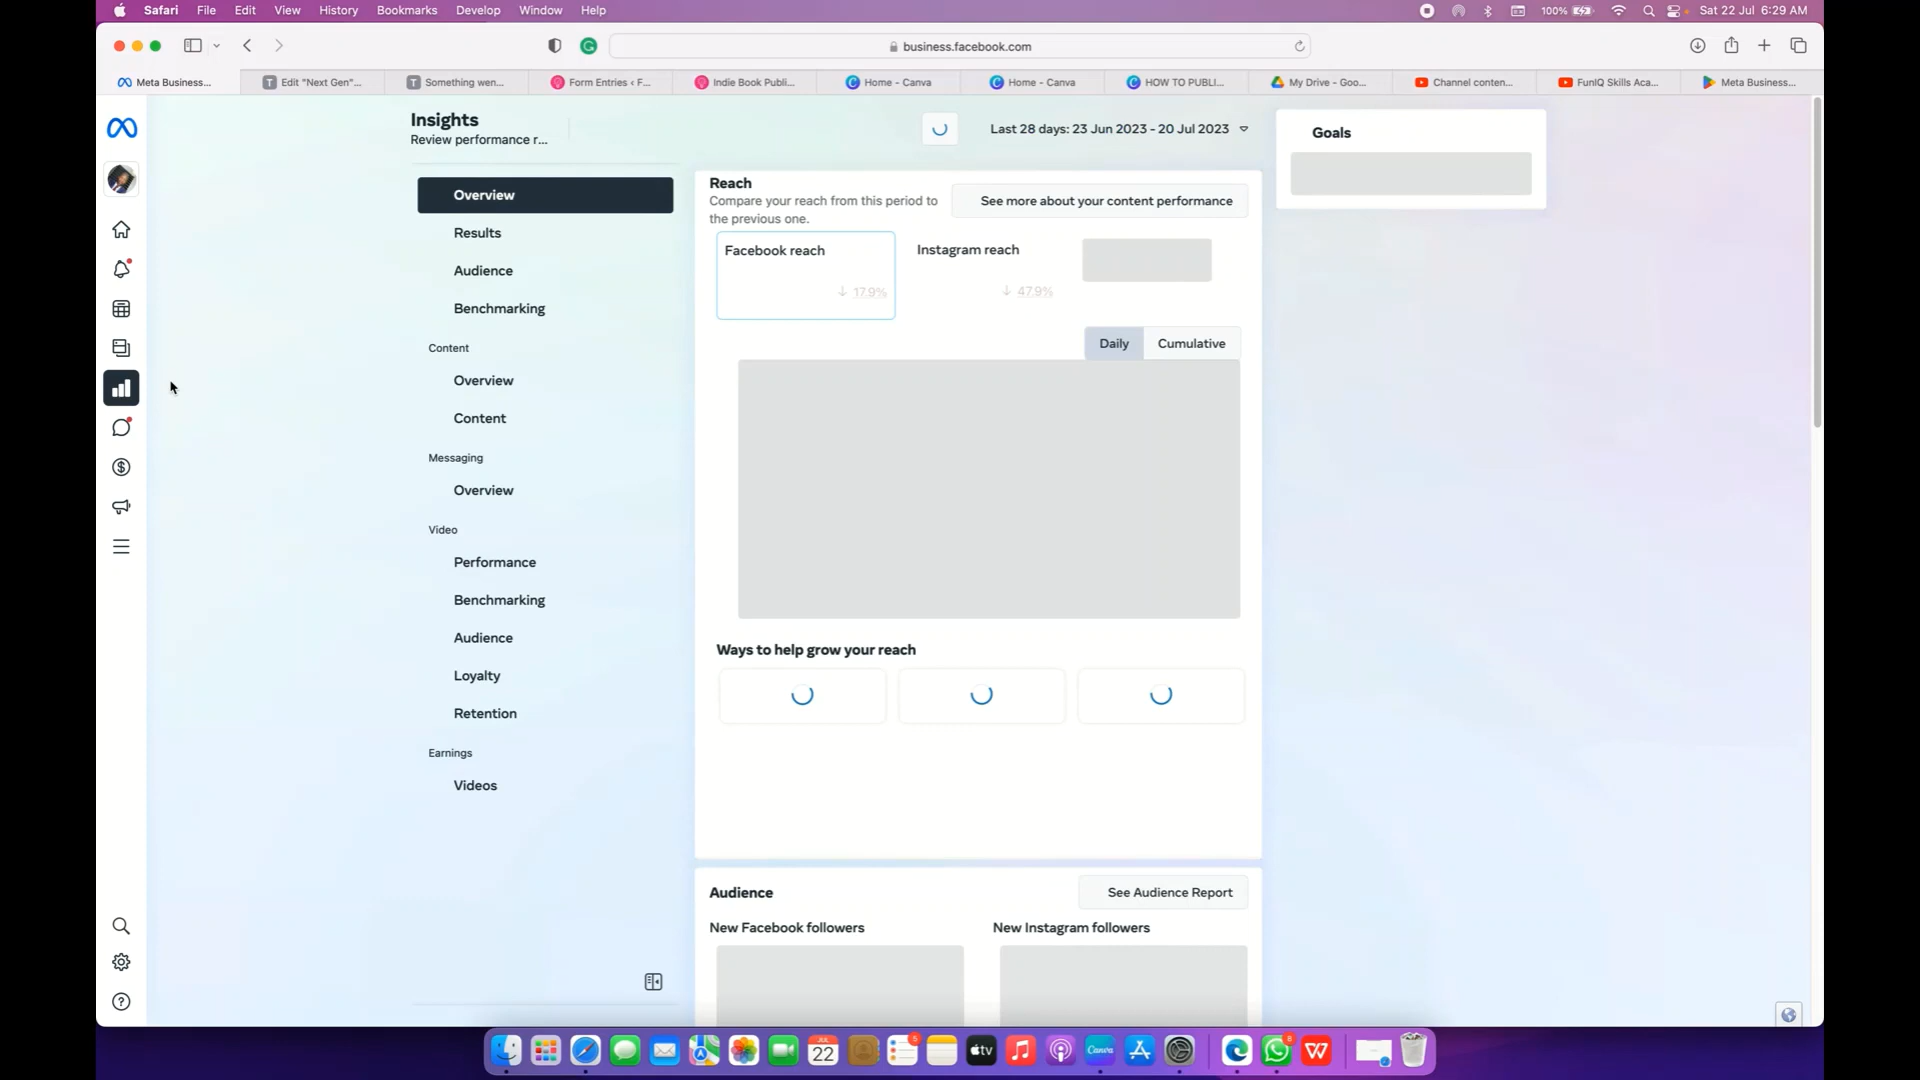 Safari File Edit View History Bookmarks Develop Window Help
100% Sat 22 Jul 6:29 AM
business.facebook.com
Meta Business... Edit "Next Gen"... Something wen... Form Entries ‹ F... Indie Book Publi... Home - Canva Home - Canva HOW TO PUBLI... My Drive - Goo... Channel conten... FunIQ Skills Aca... Meta Business...
Insights
Review performance r...
Last 28 days: 23 Jun 2023 - 20 Jul 2023
Overview
Results
Audience
Benchmarking
Content
Overview
Content
Messaging
Overview
Video
Performance
Benchmarking
Audience
Loyalty
Retention
Earnings
Videos
Reach
Compare your reach from this period to
the previous one.
See more about your content performance
Facebook reach
↓ 17.9%
Instagram reach
↓ 47.9%
Daily Cumulative
Ways to help grow your reach
Audience
See Audience Report
New Facebook followers
New Instagram followers
Goals
JUL
22
5
tv
Canva
8
W